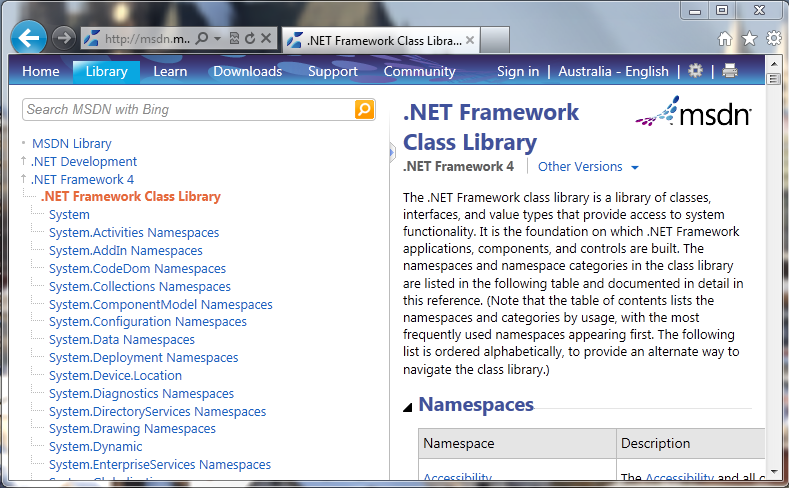 http://msdn.m...
.NET Framework Class Libra...
Home Library Learn Downloads Support Community Sign in | Australia - English | |
Search MSDN with Bing
MSDN Library
.NET Development
.NET Framework 4
.NET Framework Class Library
System
System.Activities Namespaces
System.AddIn Namespaces
System.CodeDom Namespaces
System.Collections Namespaces
System.ComponentModel Namespaces
System.Configuration Namespaces
System.Data Namespaces
System.Deployment Namespaces
System.Device.Location
System.Diagnostics Namespaces
System.DirectoryServices Namespaces
System.Drawing Namespaces
System.Dynamic
System.EnterpriseServices Namespaces
.NET Framework
Class Library
msdn
.NET Framework 4 | Other Versions
The .NET Framework class library is a library of classes,
interfaces, and value types that provide access to system
functionality. It is the foundation on which .NET Framework
applications, components, and controls are built. The
namespaces and namespace categories in the class library
are listed in the following table and documented in detail in
this reference. (Note that the table of contents lists the
namespaces and categories by usage, with the most
frequently used namespaces appearing first. The following
list is ordered alphabetically, to provide an alternate way to
navigate the class library.)
Namespaces
Namespace Description
Accessibility The Accessibility and all c